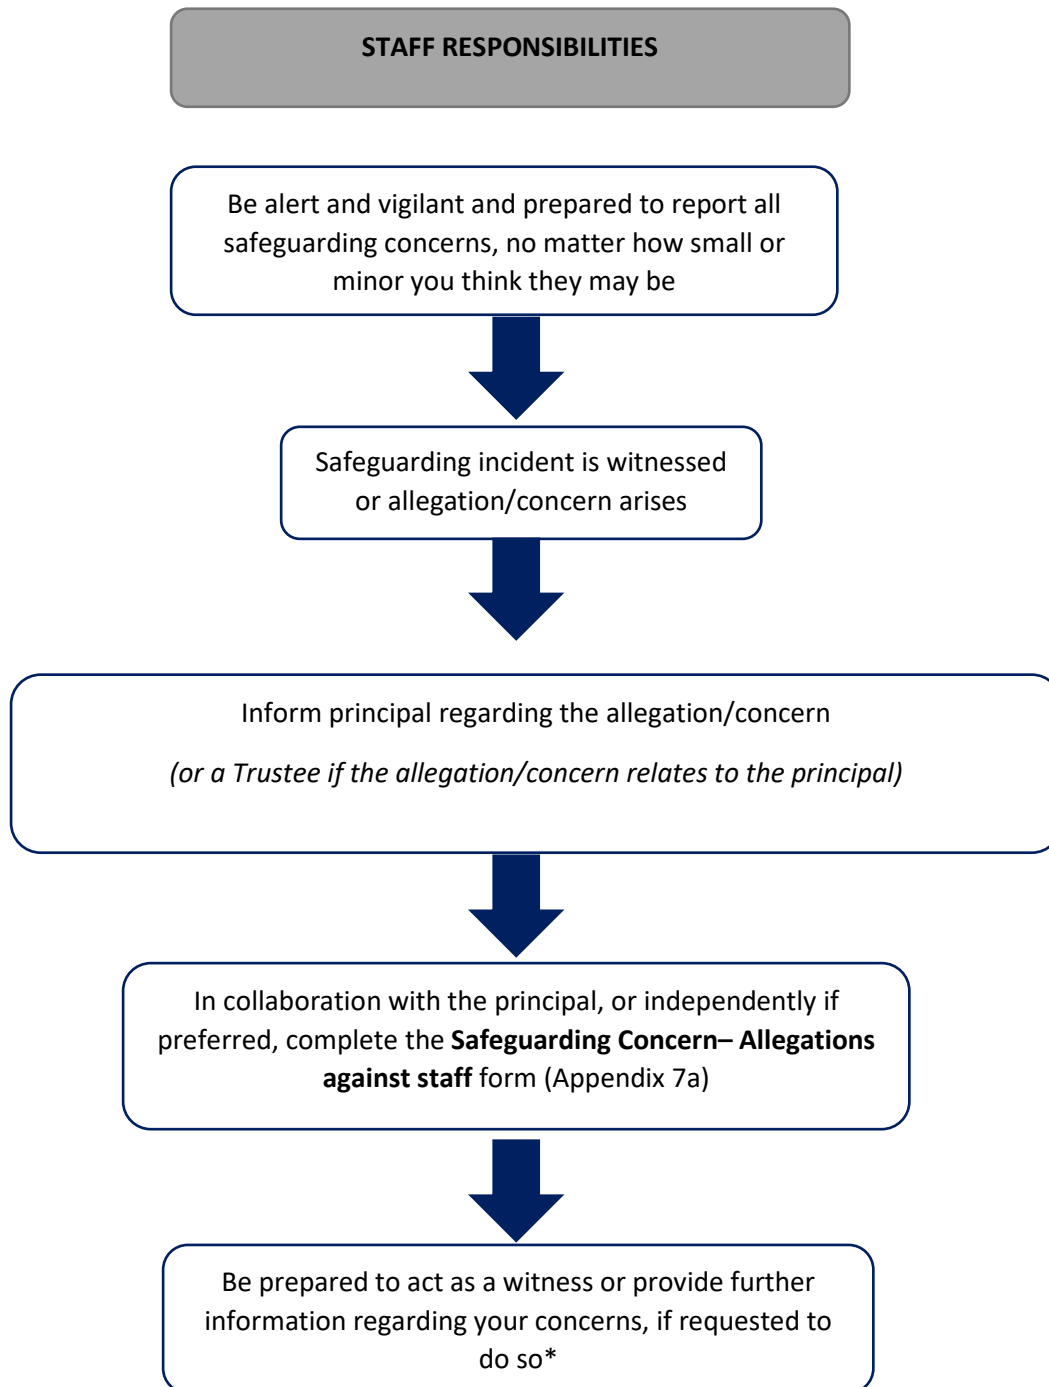 STAFF RESPONSIBILITIES
Be alert and vigilant and prepared to report all
safeguarding concerns, no matter how small or
minor you think they may be
Safeguarding incident is witnessed
or allegation/concern arises
Inform principal regarding the allegation/concern
(or a Trustee if the allegation/concern relates to the principal)
In collaboration with the principal, or independently if
preferred, complete the Safeguarding Concern– Allegations
against staff form (Appendix 7a)
Be prepared to act as a witness or provide further
information regarding your concerns, if requested to
do so*